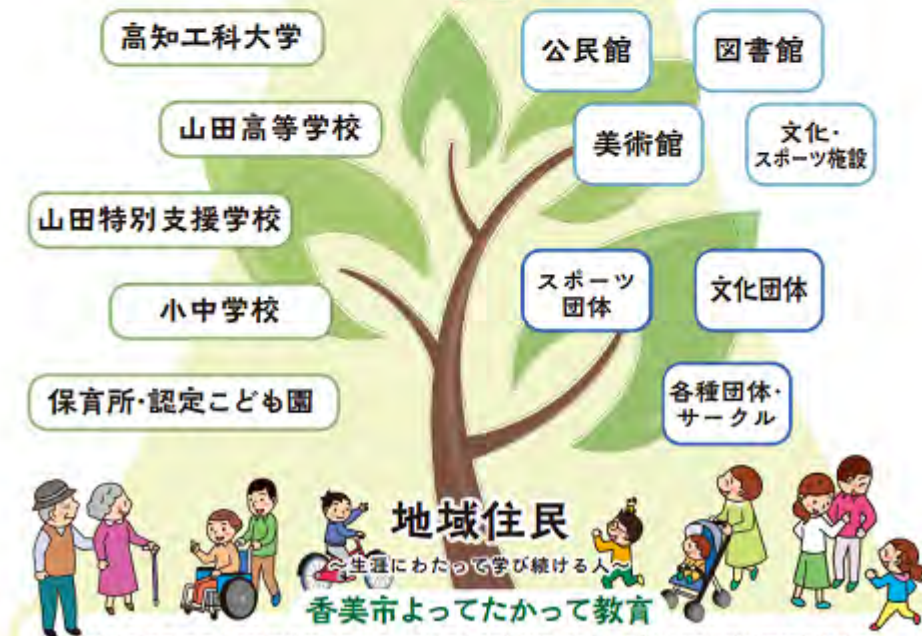 高知工科大学
山田高等学校
山田特別支援学校
小中学校
保育所・認定こども園
公民館
図書館
美術館
文化・
スポーツ施設
スポーツ
団体
文化団体
各種団体・
サークル
地域住民
～生涯にわたって学び続ける人～
香美市よってたかって教育